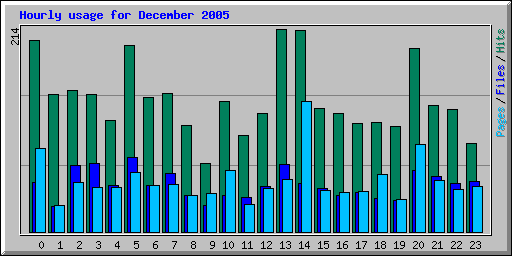 Hourly usage for December 2005
214
Pages/Files/Hits
0 1 2 3 4 5 6 7 8 9 10 11 12 13 14 15 16 17 18 19 20 21 22 23